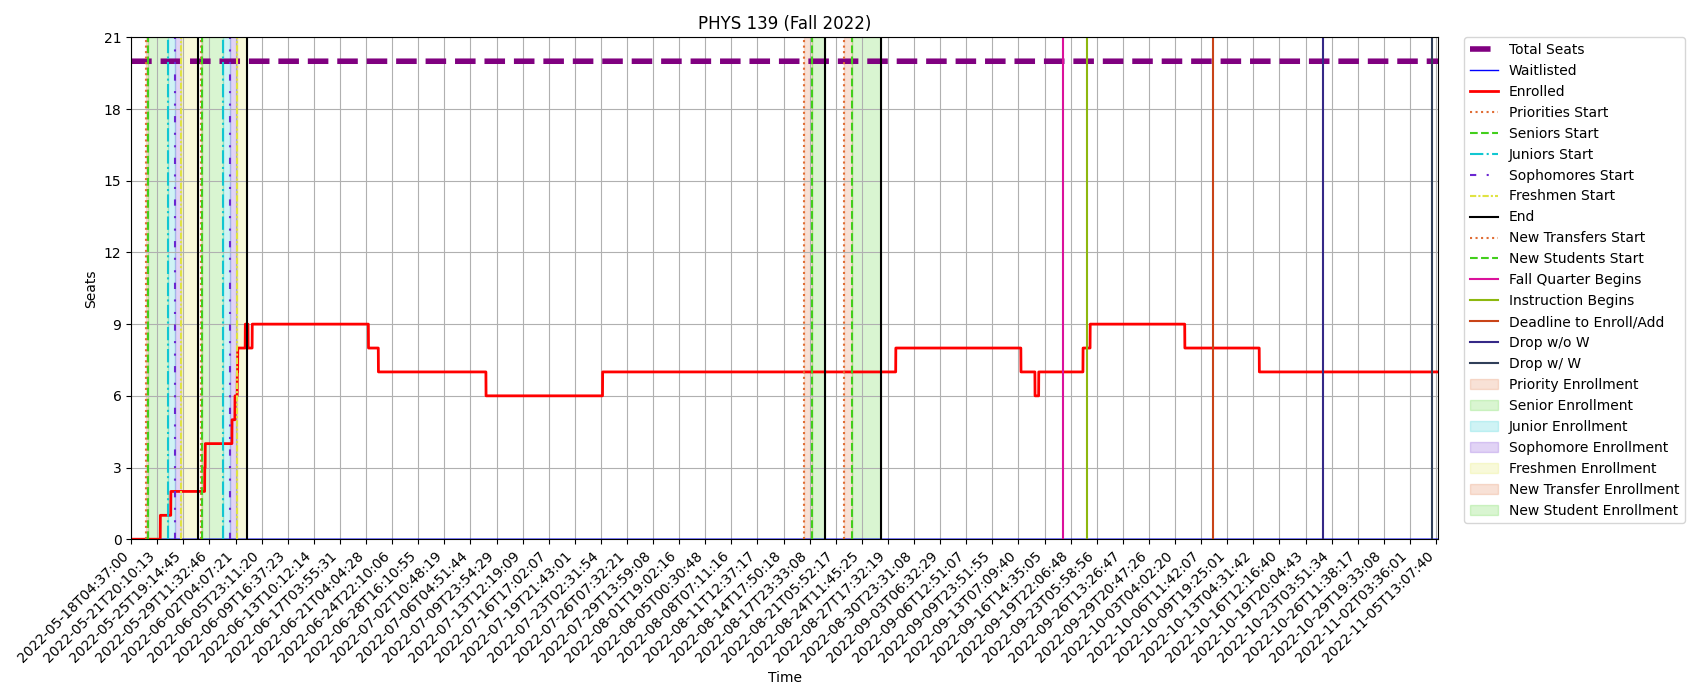 PHYS 139 (Fall 2022)
21
18
15
12
9
6
3
0
Seats
2022-05-18T04:37:00
2022-05-21T20:10:13
2022-05-25T19:14:45
2022-05-29T11:32:46
2022-06-02T04:07:21
2022-06-05T23:11:20
2022-06-09T16:37:23
2022-06-13T10:12:14
2022-06-17T03:55:31
2022-06-21T04:04:28
2022-06-24T22:10:06
2022-06-28T16:10:55
2022-07-02T10:48:19
2022-07-06T04:51:44
2022-07-09T23:54:29
2022-07-13T12:19:09
2022-07-16T17:02:07
2022-07-19T21:43:01
2022-07-23T02:31:54
2022-07-26T07:32:21
2022-07-29T13:59:08
2022-08-01T19:02:16
2022-08-05T00:30:48
2022-08-08T07:11:16
2022-08-11T12:37:17
2022-08-14T17:50:18
2022-08-17T23:33:08
2022-08-21T05:52:17
2022-08-24T11:45:25
2022-08-27T17:32:19
2022-08-30T23:31:08
2022-09-03T06:32:29
2022-09-06T12:51:07
2022-09-09T23:51:55
2022-09-13T07:09:40
2022-09-16T14:35:05
2022-09-19T22:06:48
2022-09-23T05:58:56
2022-09-26T13:26:47
2022-09-29T20:47:26
2022-10-03T04:02:20
2022-10-06T11:42:07
2022-10-09T19:25:01
2022-10-13T04:31:42
2022-10-16T12:16:40
2022-10-19T20:04:43
2022-10-23T03:51:34
2022-10-26T11:38:17
2022-10-29T19:33:08
2022-11-02T03:36:01
2022-11-05T13:07:40
Time
Total Seats
Waitlisted
Enrolled
Priorities Start
Seniors Start
Juniors Start
Sophomores Start
Freshmen Start
End
New Transfers Start
New Students Start
Fall Quarter Begins
Instruction Begins
Deadline to Enroll/Add
Drop w/o W
Drop w/ W
Priority Enrollment
Senior Enrollment
Junior Enrollment
Sophomore Enrollment
Freshmen Enrollment
New Transfer Enrollment
New Student Enrollment